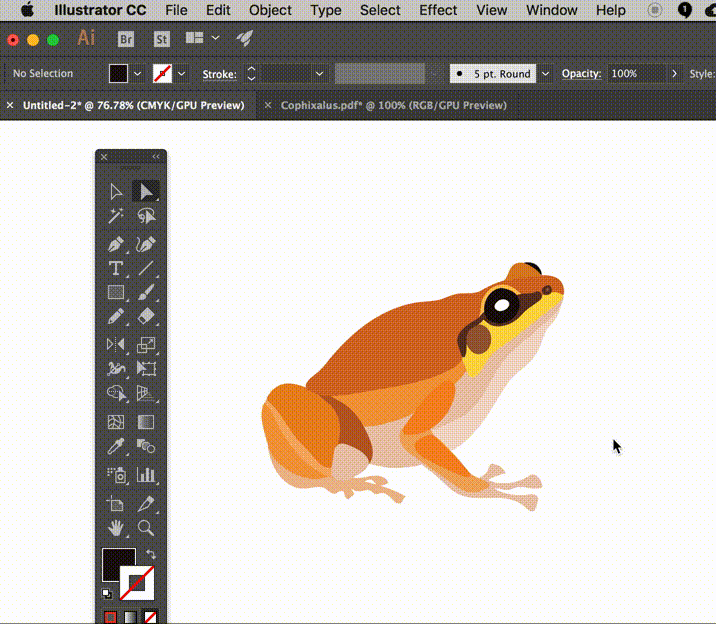 Illustrator CC File Edit Object Type Select Effect View Window Help 1
Ai Br St
No Selection Stroke: 5 pt. Round Opacity: 100% Style:
× Untitled-2* @ 76.78% (CMYK/GPU Preview) × Cophixalus.pdf* @ 100% (RGB/GPU Preview)
T